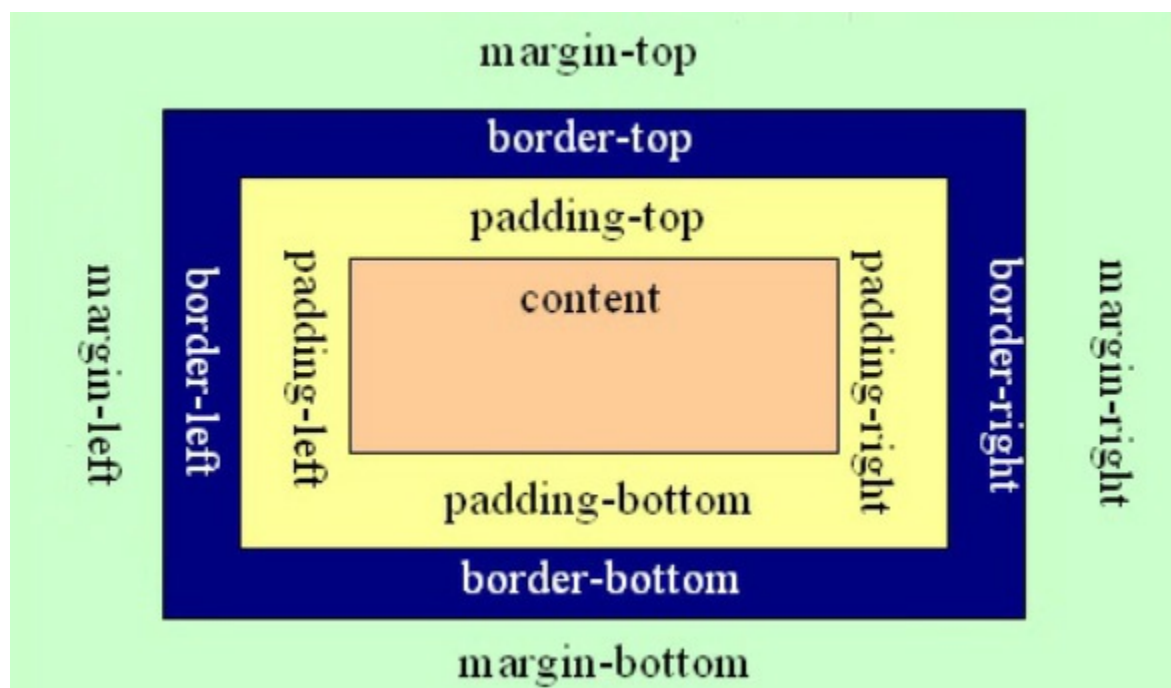 margin-top
border-top
padding-top
content
margin-left
border-left
padding-left
padding-right
border-right
margin-right
padding-bottom
border-bottom
margin-bottom